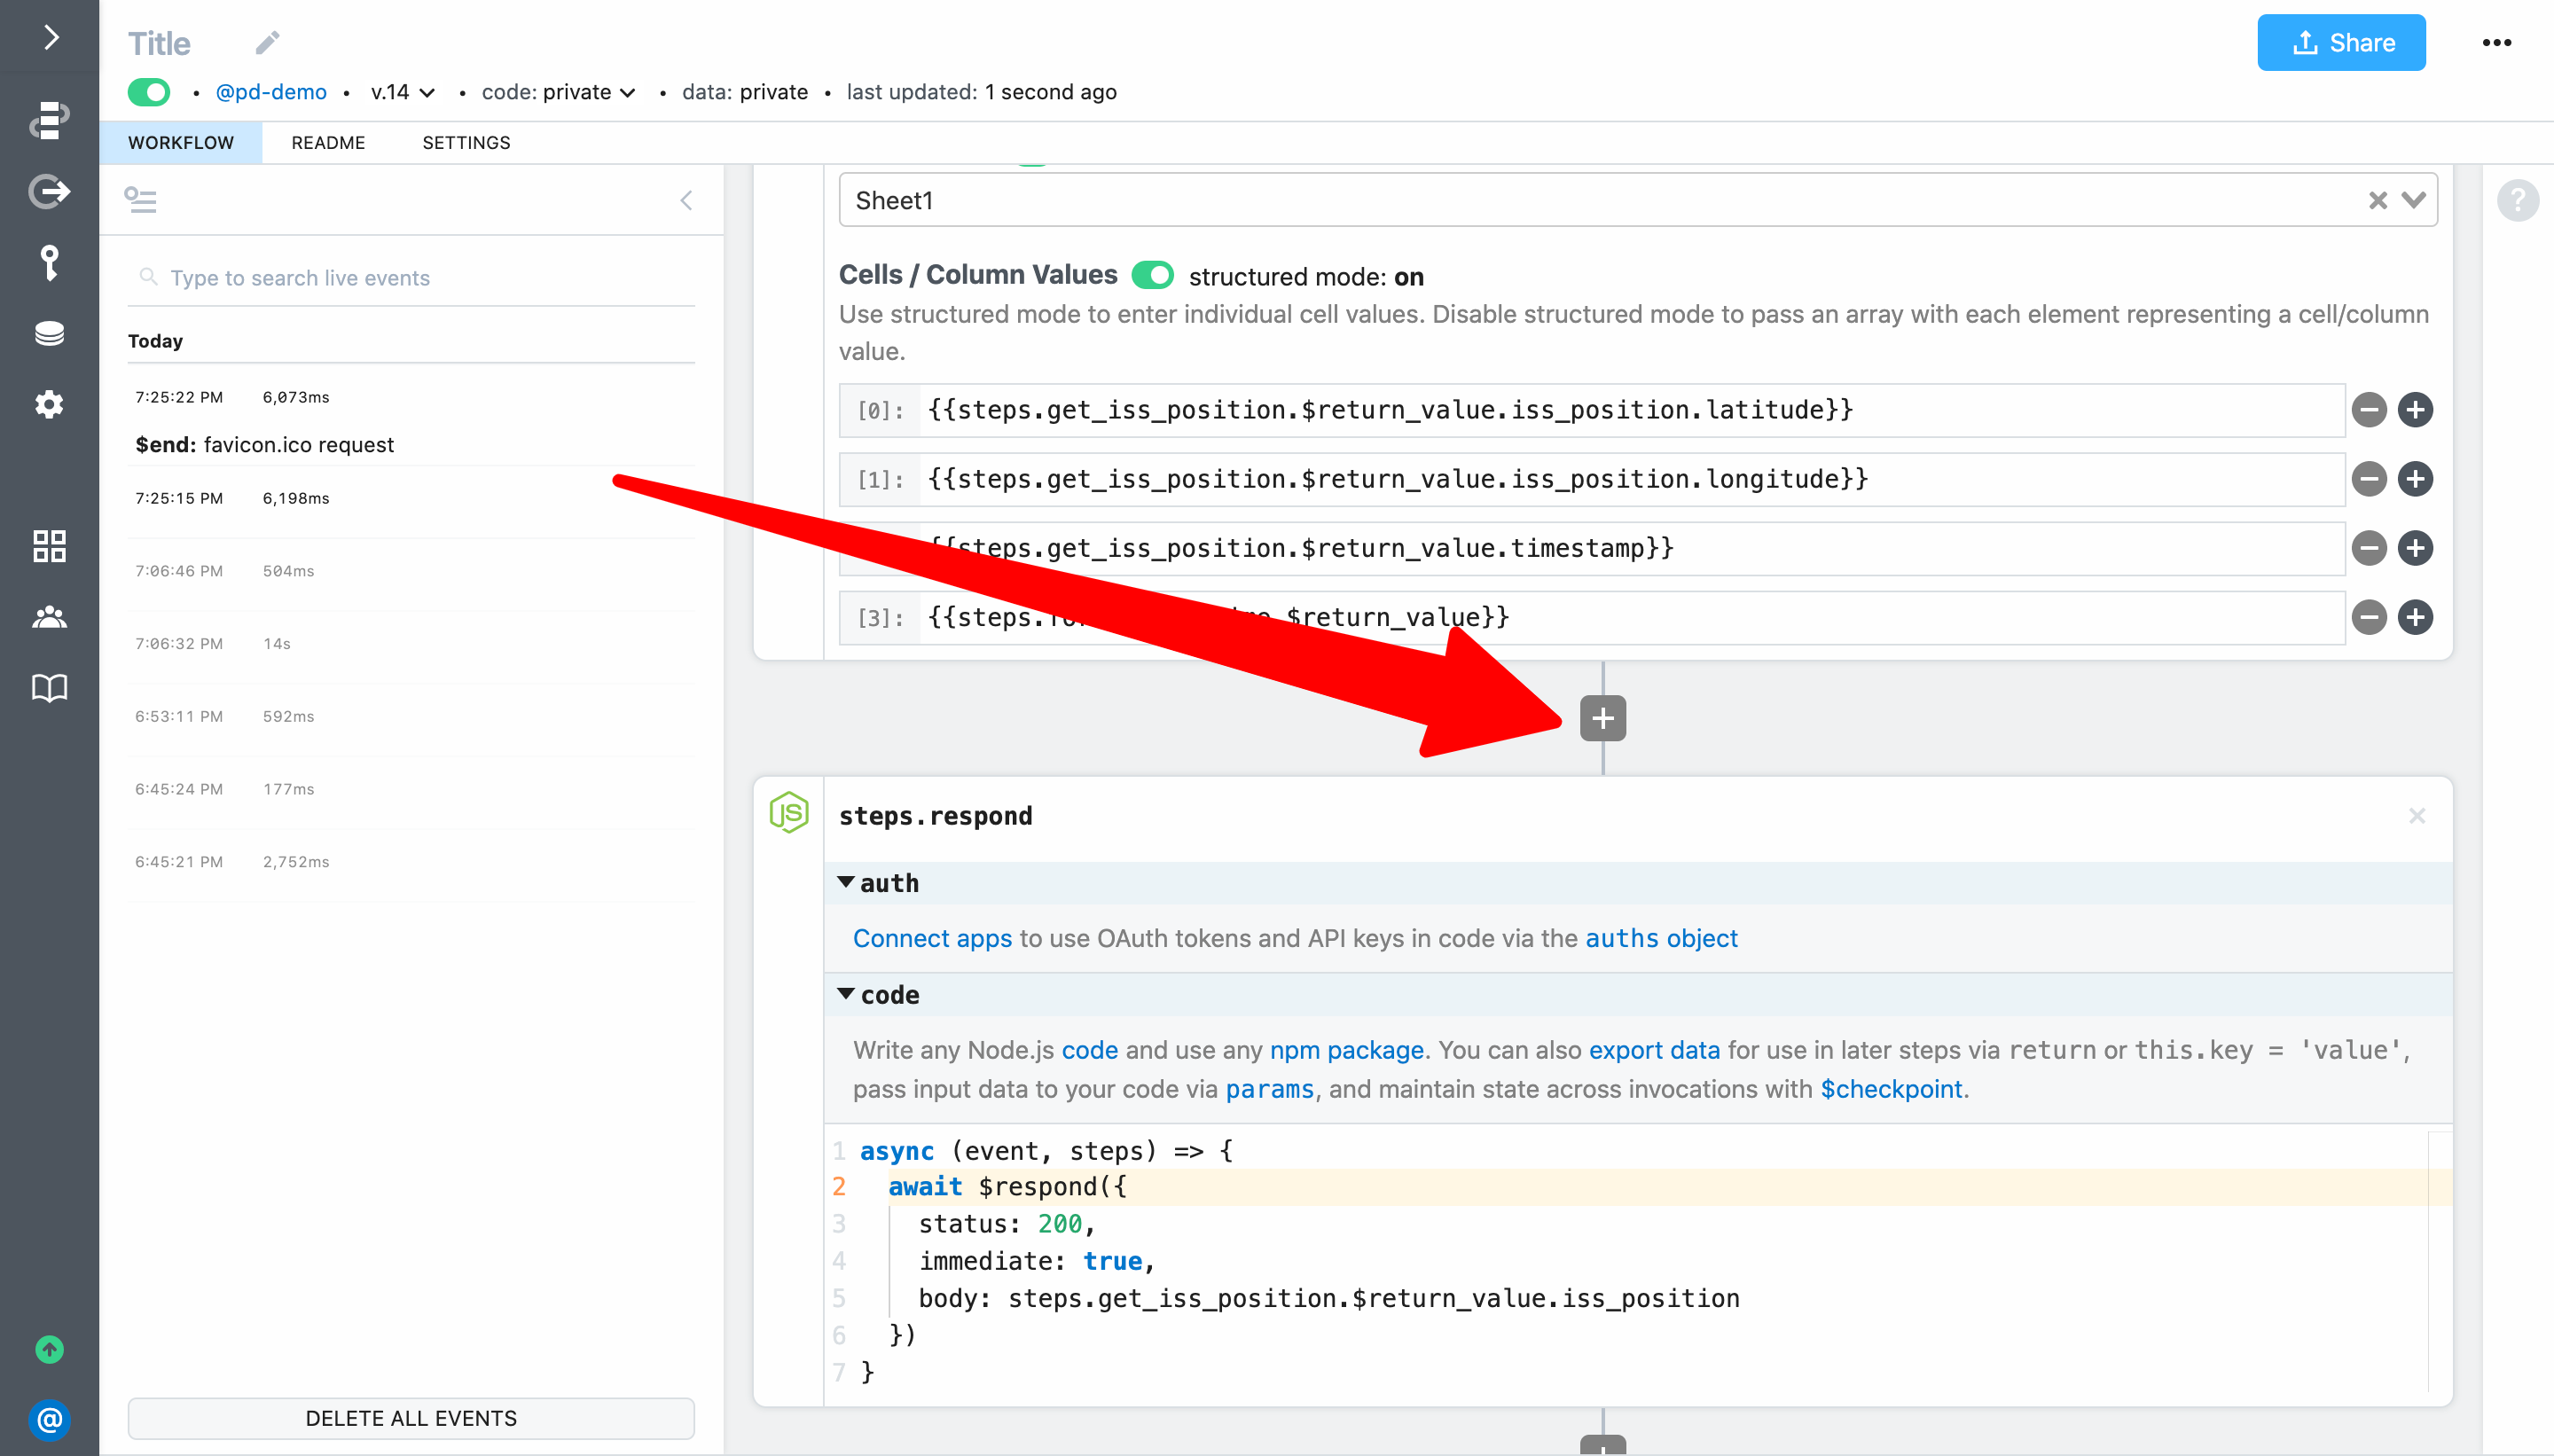 Title
Share
• @pd-demo • v.14 • code: private • data: private • last updated: 1 second ago
WORKFLOW README SETTINGS
Type to search live events
Today
7:25:22 PM 6,073ms
$end: favicon.ico request
7:25:15 PM 6,198ms
7:06:46 PM 504ms
7:06:32 PM 14s
6:53:11 PM 592ms
6:45:24 PM 177ms
6:45:21 PM 2,752ms
DELETE ALL EVENTS
Sheet1
Cells / Column Values structured mode: on
Use structured mode to enter individual cell values. Disable structured mode to pass an array with each element representing a cell/column
value.
[0]: {{steps.get_iss_position.$return_value.iss_position.latitude}}
[1]: {{steps.get_iss_position.$return_value.iss_position.longitude}}
{{steps.get_iss_position.$return_value.timestamp}}
[3]: {{steps. $return_value}}
steps.respond
auth
Connect apps to use OAuth tokens and API keys in code via the auths object
code
Write any Node.js code and use any npm package. You can also export data for use in later steps via return or this.key = 'value',
pass input data to your code via params, and maintain state across invocations with $checkpoint.
1 async (event, steps) => {
2 await $respond({
3 status: 200,
4 immediate: true,
5 body: steps.get_iss_position.$return_value.iss_position
6 })
7 }